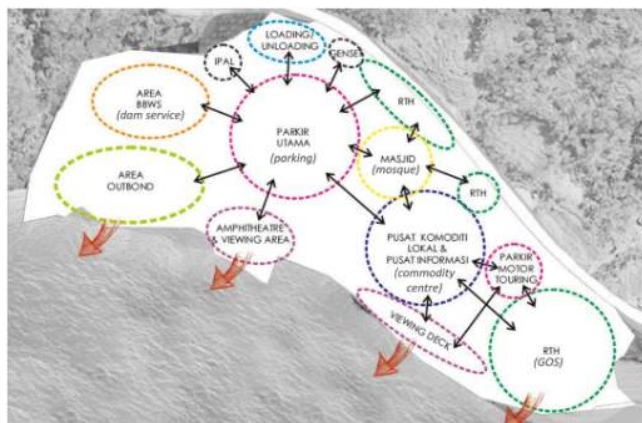 LOADING/
UNLOADING
IPAL
GENSET
AREA
BBWS
(dam service)
RTH
PARKIR
UTAMA
(parking)
MASJID
(mosque)
AREA
OUTBOND
RTH
AMPHITHEATRE
& VIEWING AREA
PUSAT KOMODITI
LOKAL &
PUSAT INFORMASI
(commodity
centre)
PARKIR
MOTOR
TOURING
VIEWING DECK
RTH
(GOS)